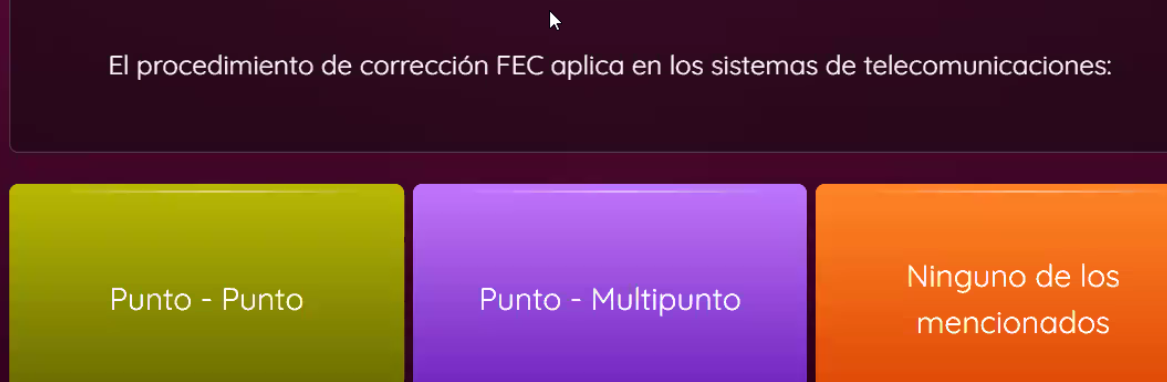 El procedimiento de corrección FEC aplica en los sistemas de telecomunicaciones:
Punto - Punto
Punto - Multipunto
Ninguno de los
mencionados